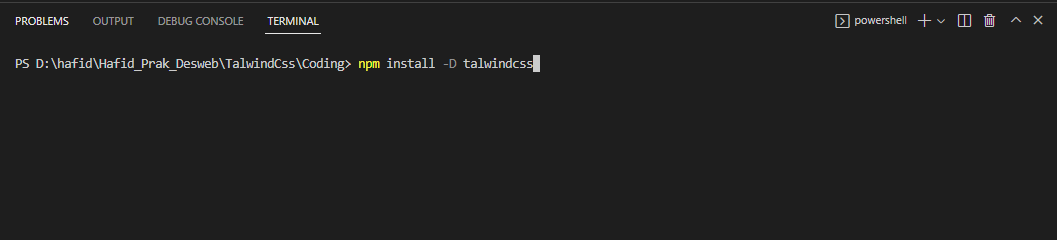 PROBLEMS OUTPUT DEBUG CONSOLE TERMINAL powershell
PS D:\hafid\Hafid_Prak_Desweb\TalwindCss\Coding> npm install -D talwindcss